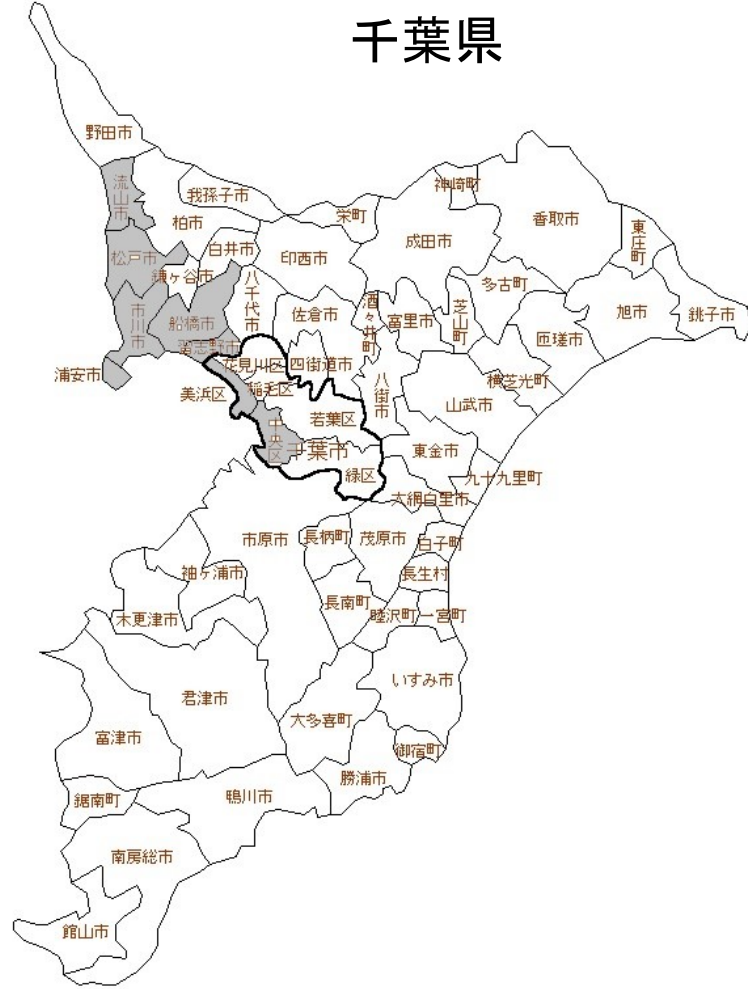 千葉県
野田市
流山市
我孫子市
柏市
栄町
神崎町
香取市
東庄町
成田市
白井市
印西市
松戸市
鎌ヶ谷市
八千代市
多古町
旭市
銚子市
市川市
船橋市
佐倉市
酒々井町
富里市
芝山町
匝瑳市
習志野市
浦安市
花見川区
四街道市
八街市
横芝光町
美浜区
稲毛区
若葉区
山武市
中央区
千葉市
緑区
東金市
九十九里町
大網白里市
市原市
長柄町
茂原市
白子町
袖ヶ浦市
長生村
長南町
木更津市
睦沢町
一宮町
いすみ市
君津市
大多喜町
富津市
御宿町
勝浦市
鋸南町
鴨川市
南房総市
館山市